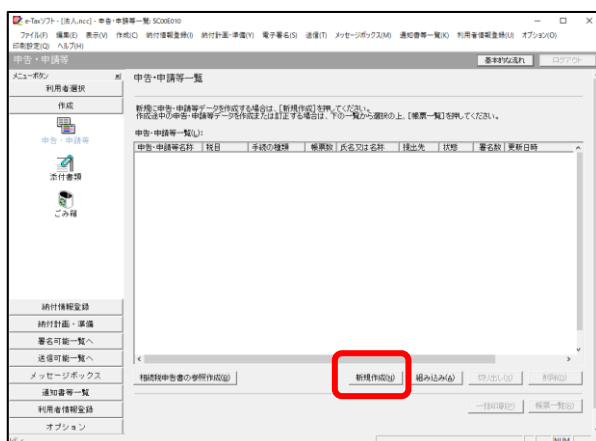 e-Taxソフト - [法人.ncc] - 申告・申請等一覧: SC00E010
ファイル(F) 編集(E) 表示(V) 作成(C) 納付情報登録(I) 納付計画・準備(Y) 電子署名(S) 送信(T) メッセージボックス(M) 通知書等一覧(K) 利用者情報登録(U) オプション(O)
印刷設定(Q) ヘルプ(H)
申告・申請等 基本的な流れ ログアウト
メニューボタン
利用者選択
作成
申告・申請等
添付書類
ごみ箱
納付情報登録
納付計画・準備
署名可能一覧へ
送信可能一覧へ
メッセージボックス
通知書等一覧
利用者情報登録
オプション
申告・申請等一覧
新規に申告・申請等データを作成する場合は、[新規作成]を押してください。
作成途中の申告・申請等データを作成または訂正する場合は、下の一覧から選択の上、[帳票一覧]を押してください。
申告・申請等一覧(L):
申告・申請等名称 税目 手続の種類 帳票数 氏名又は名称 提出先 状態 署名数 更新日時
相続税申告書の参照作成(B) 新規作成(N) 組み込み(A) 切り出し(X) 削除(D)
一括印刷(P) 帳票一覧(S)
NUM